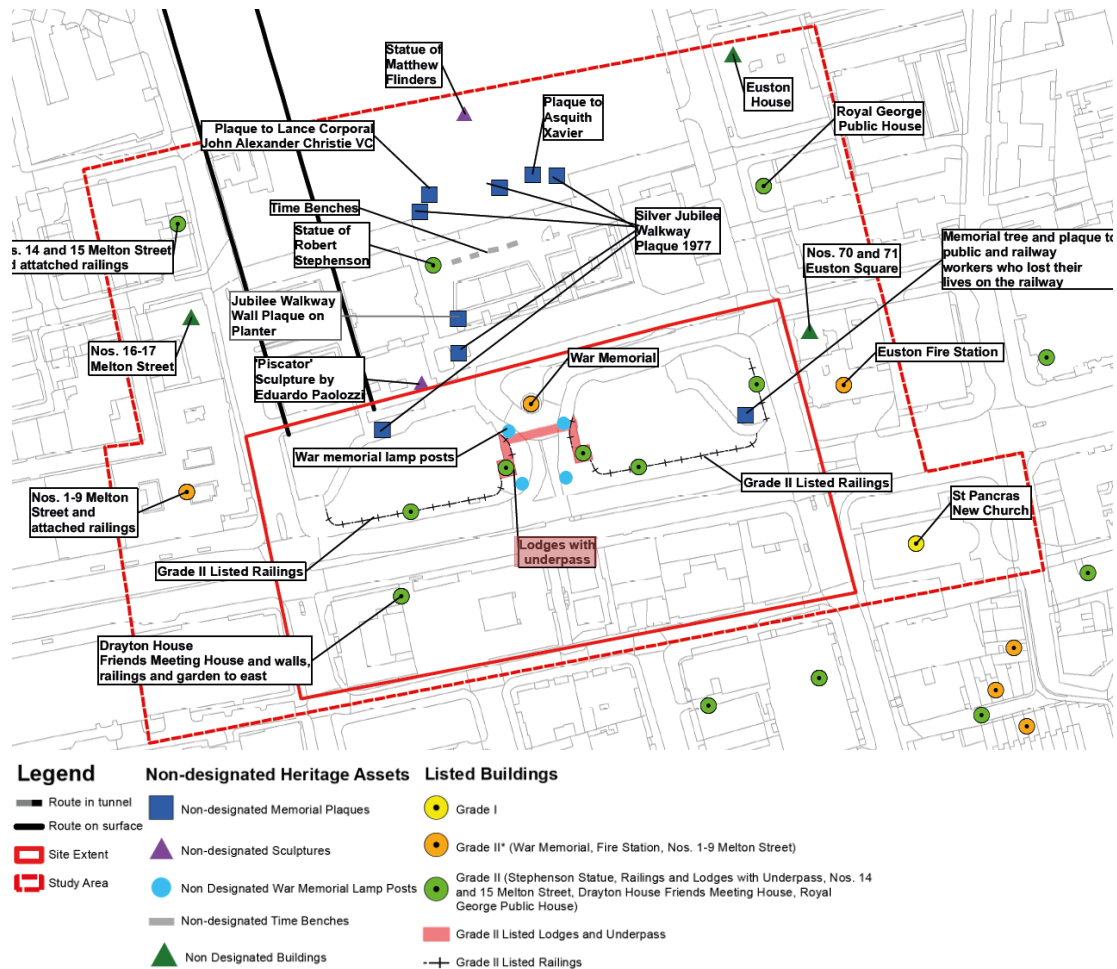 Statue of
Matthew
Flinders
Euston
House
Plaque to
Asquith
Xavier
Royal George
Public House
Plaque to Lance Corporal
John Alexander Christie VC
Time Benches
Statue of
Robert
Stephenson
Silver Jubilee
Walkway
Plaque 1977
Memorial tree and plaque to
public and railway
workers who lost their
lives on the railway
s. 14 and 15 Melton Street
d attatched railings
Nos. 70 and 71
Euston Square
Jubilee Walkway
Wall Plaque on
Planter
Nos. 16-17
Melton Street
War Memorial
Euston Fire Station
'Piscator'
Sculpture by
Eduardo Paolozzi
War memorial lamp posts
Grade II Listed Railings
Nos. 1-9 Melton
Street and
attached railings
St Pancras
New Church
Lodges with
underpass
Grade II Listed Railings
Drayton House
Friends Meeting House and walls,
railings and garden to east
Legend
Route in tunnel
Route on surface
Site Extent
Study Area
Non-designated Heritage Assets
Non-designated Memorial Plaques
Non-designated Sculptures
Non Designated War Memorial Lamp Posts
Non-designated Time Benches
Non Designated Buildings
Listed Buildings
Grade I
Grade II* (War Memorial, Fire Station, Nos. 1-9 Melton Street)
Grade II (Stephenson Statue, Railings and Lodges with Underpass, Nos. 14
and 15 Melton Street, Drayton House Friends Meeting House, Royal
George Public House)
Grade II Listed Lodges and Underpass
Grade II Listed Railings